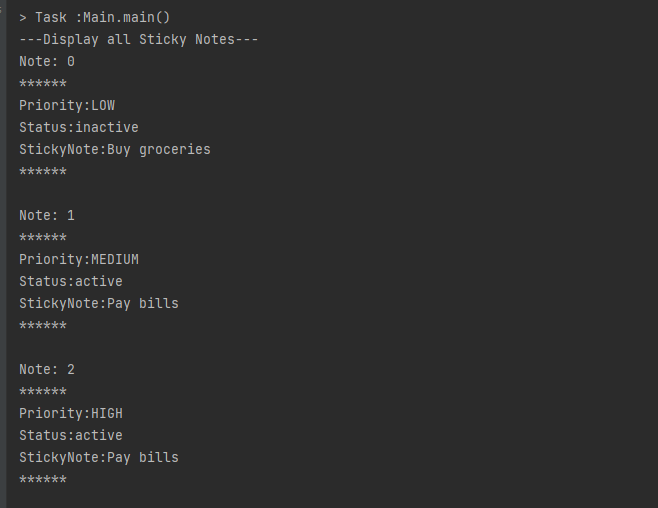 > Task :Main.main()
---Display all Sticky Notes---
Note: 0
******
Priority:LOW
Status:inactive
StickyNote:Buy groceries
******
Note: 1
******
Priority:MEDIUM
Status:active
StickyNote:Pay bills
******
Note: 2
******
Priority:HIGH
Status:active
StickyNote:Pay bills
******